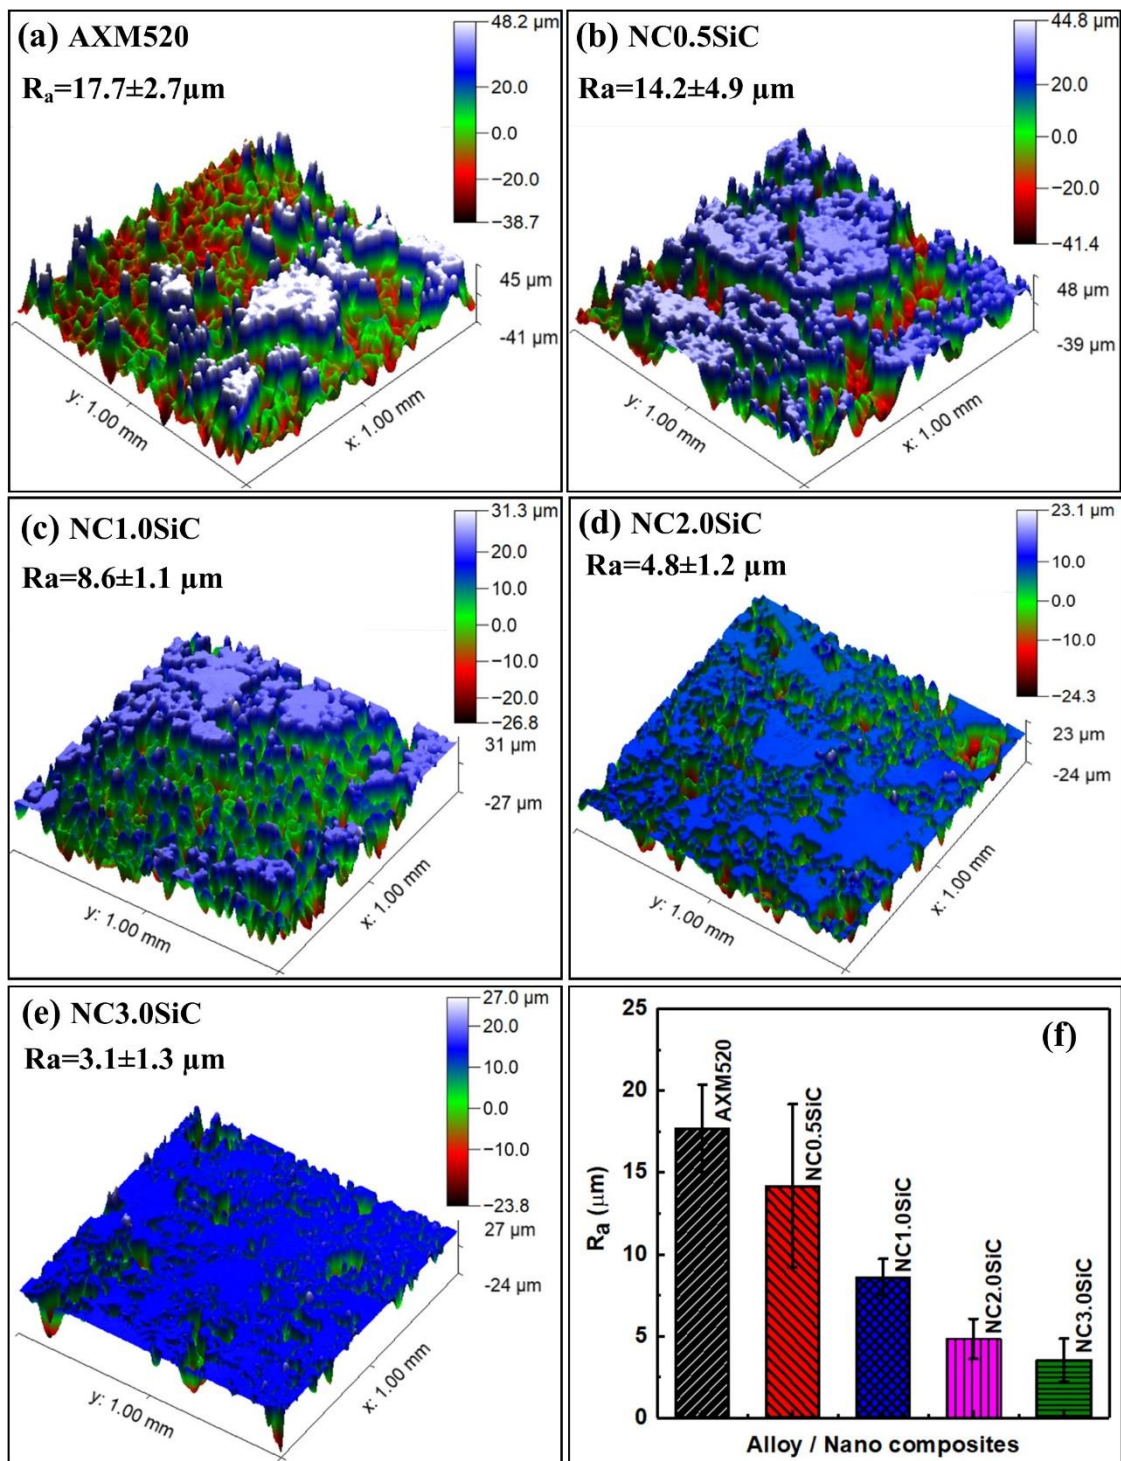 (a) AXM520
Rₐ=17.7±2.7µm
48.2 µm
20.0
0.0
−20.0
−38.7
45 µm
-41 µm
y: 1.00 mm
x: 1.00 mm
(b) NC0.5SiC
Ra=14.2±4.9 µm
44.8 µm
20.0
0.0
−20.0
−41.4
48 µm
-39 µm
y: 1.00 mm
x: 1.00 mm
(c) NC1.0SiC
Ra=8.6±1.1 µm
31.3 µm
20.0
10.0
0.0
−10.0
−20.0
−26.8
31 µm
-27 µm
y: 1.00 mm
x: 1.00 mm
(d) NC2.0SiC
Ra=4.8±1.2 µm
23.1 µm
10.0
0.0
−10.0
−24.3
23 µm
-24 µm
y: 1.00 mm
x: 1.00 mm
(e) NC3.0SiC
Ra=3.1±1.3 µm
27.0 µm
20.0
10.0
0.0
−10.0
−23.8
27 µm
-24 µm
y: 1.00 mm
x: 1.00 mm
(f)
25
20
15
10
5
0
Rₐ (µm)
AXM520
NC0.5SiC
NC1.0SiC
NC2.0SiC
NC3.0SiC
Alloy / Nano composites